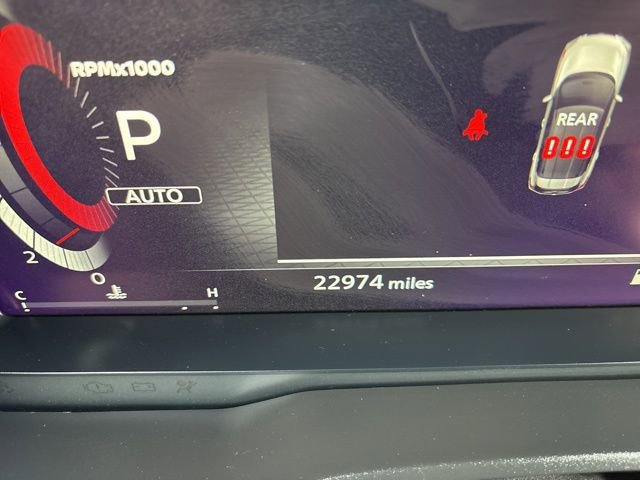 RPMx1000
P
REAR
! ! !
AUTO
2
0
22974 miles
C H